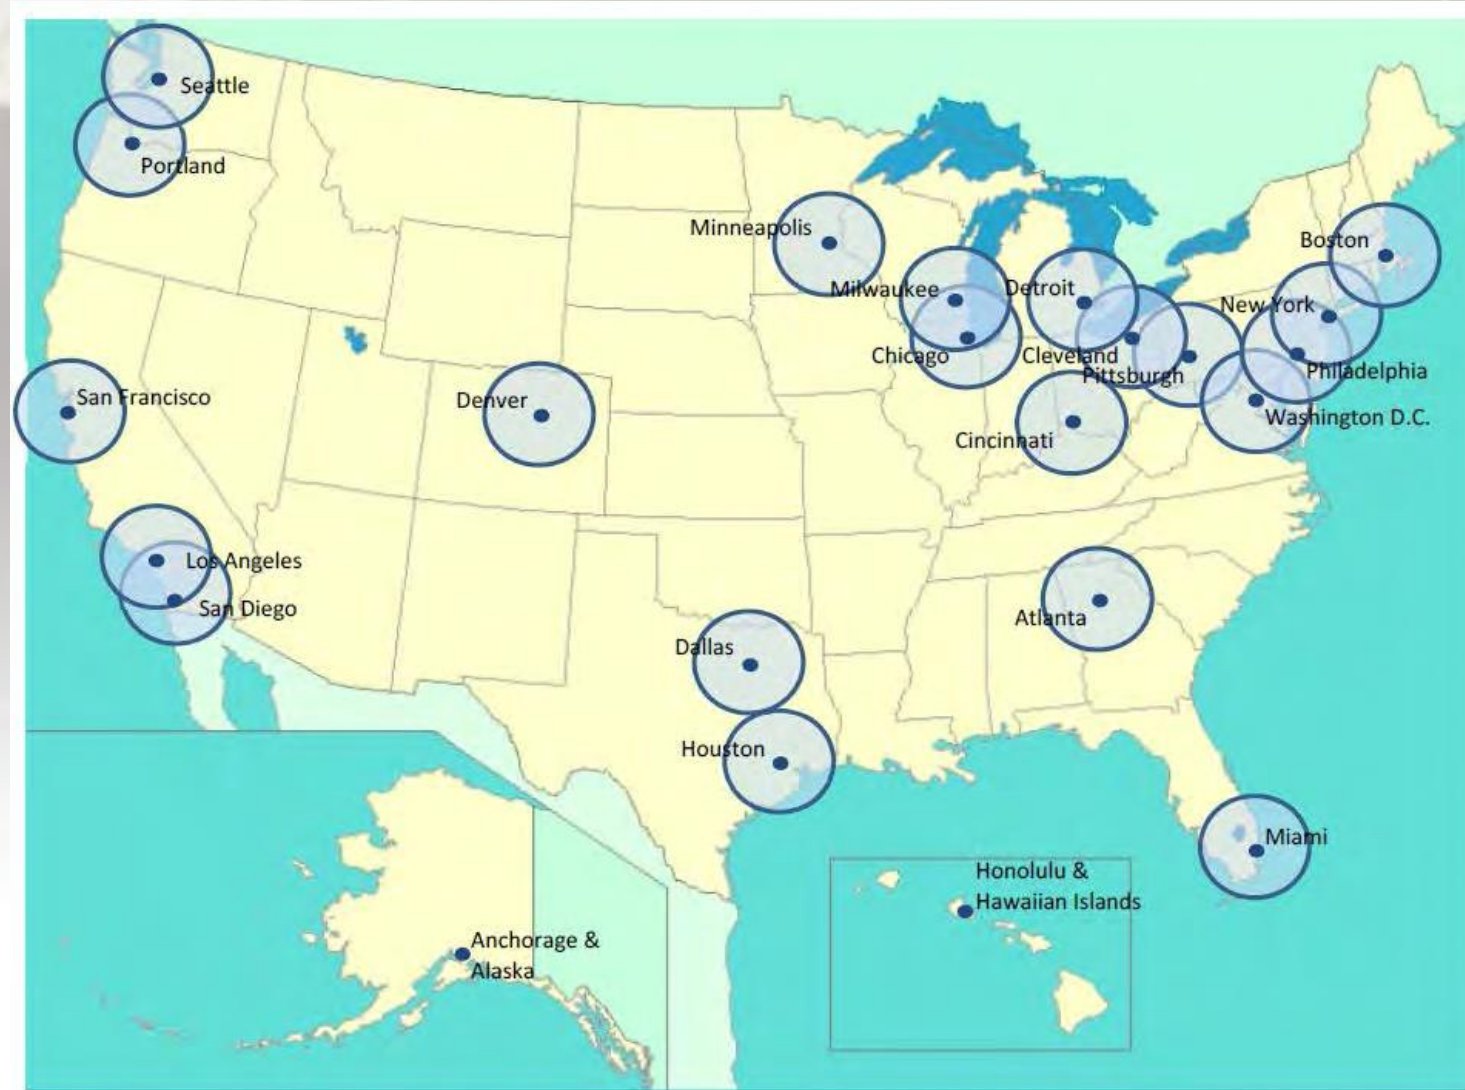 Seattle
Portland
Minneapolis
Boston
Milwaukee
Detroit
New York
Chicago
Cleveland
Pittsburgh
Philadelphia
San Francisco
Denver
Washington D.C.
Cincinnati
Los Angeles
San Diego
Atlanta
Dallas
Houston
Miami
Honolulu &
Hawaiian Islands
Anchorage &
Alaska